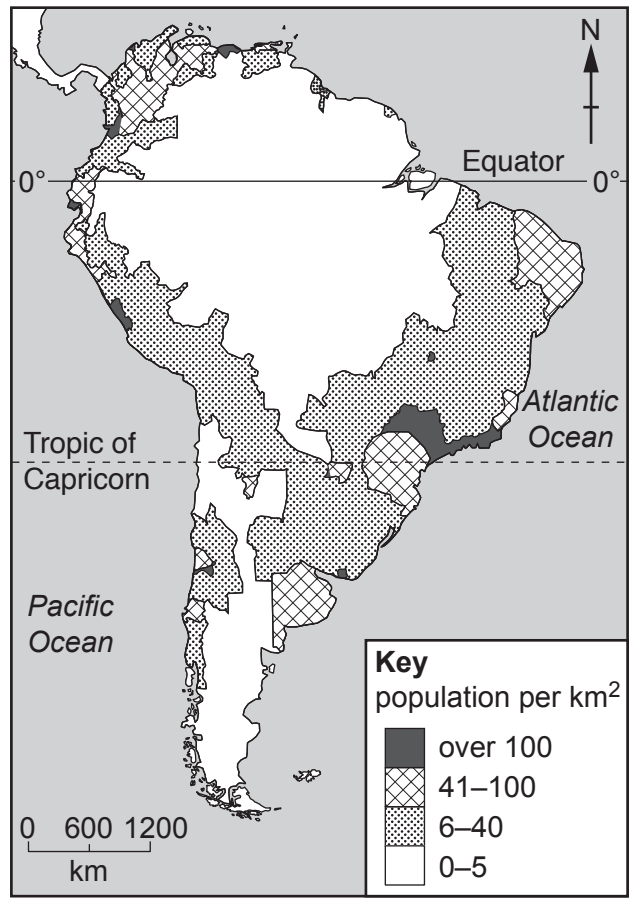 N
Equator
0°
0°
Atlantic
Ocean
Tropic of
Capricorn
Pacific
Ocean
Key
population per km²
over 100
41–100
6–40
0–5
0 600 1200
km